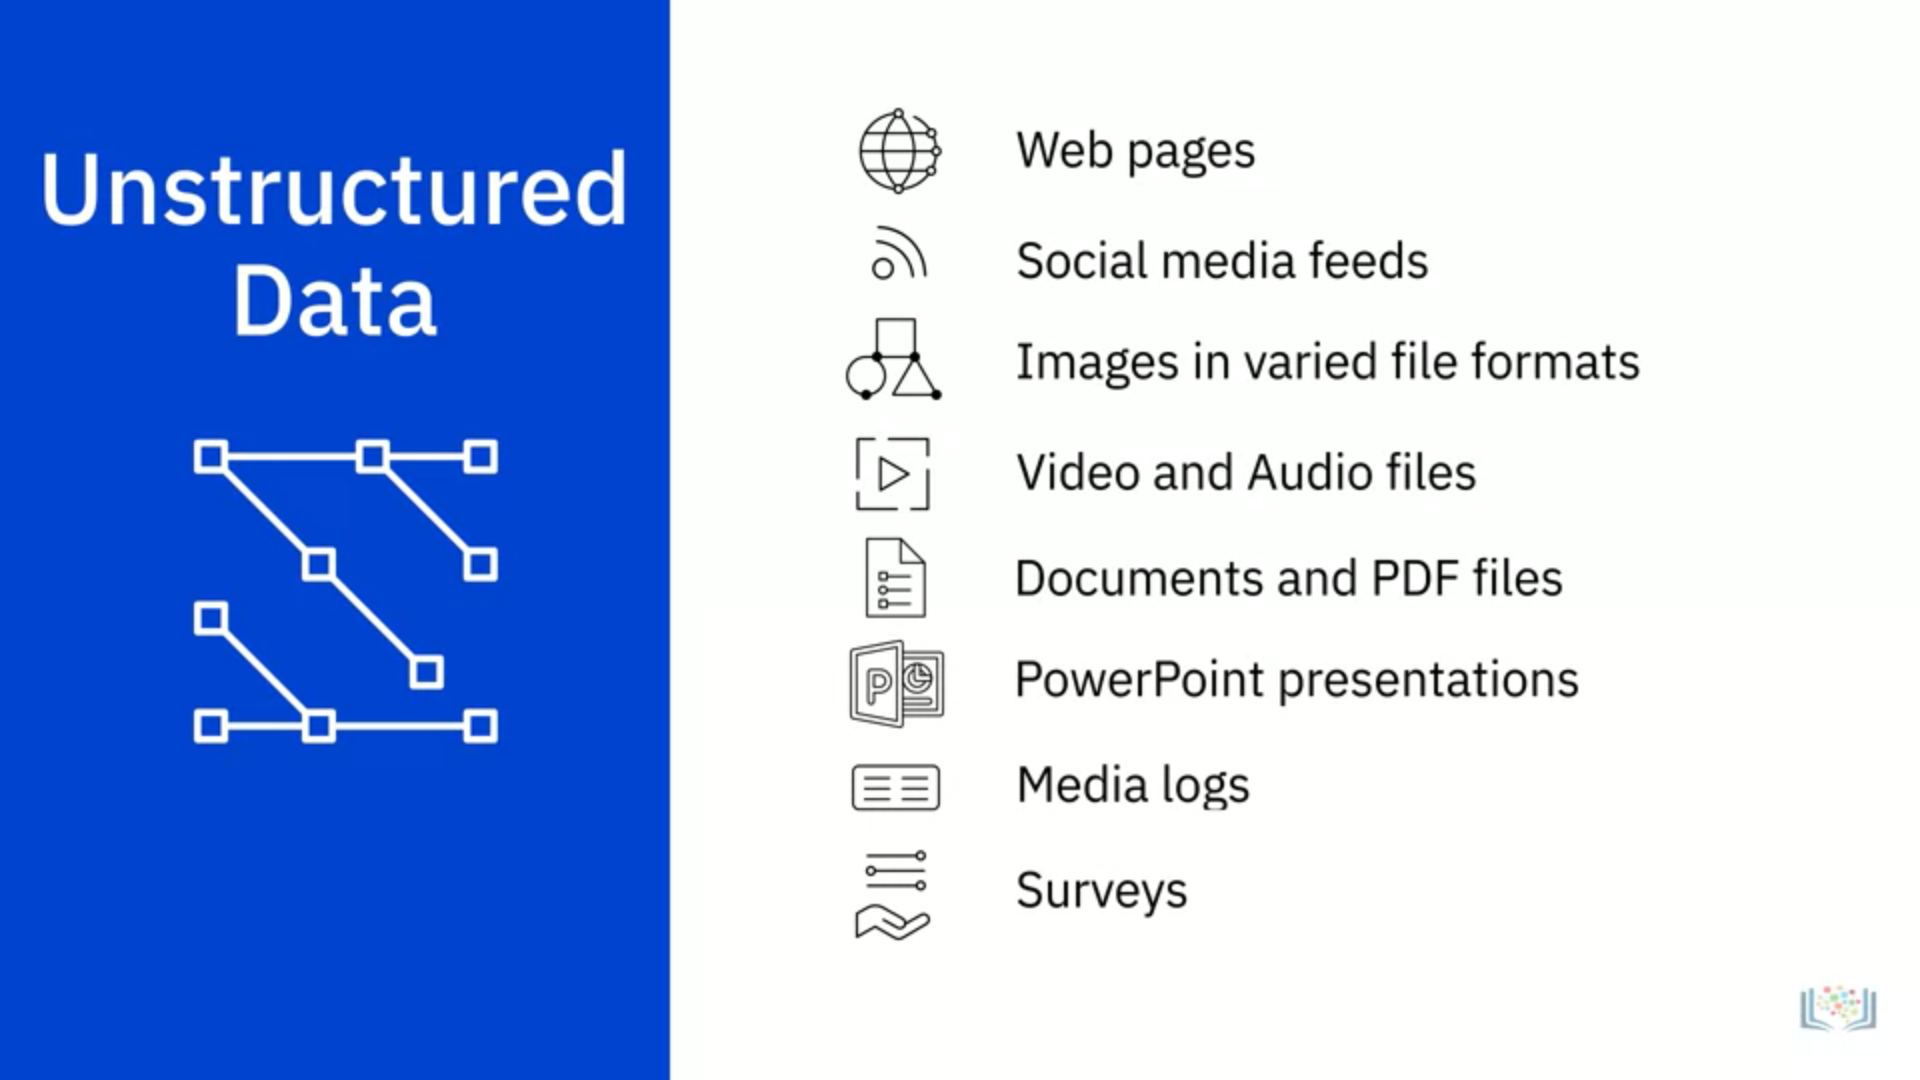 Unstructured
Data
Web pages
Social media feeds
Images in varied file formats
Video and Audio files
Documents and PDF files
P
PowerPoint presentations
Media logs
Surveys